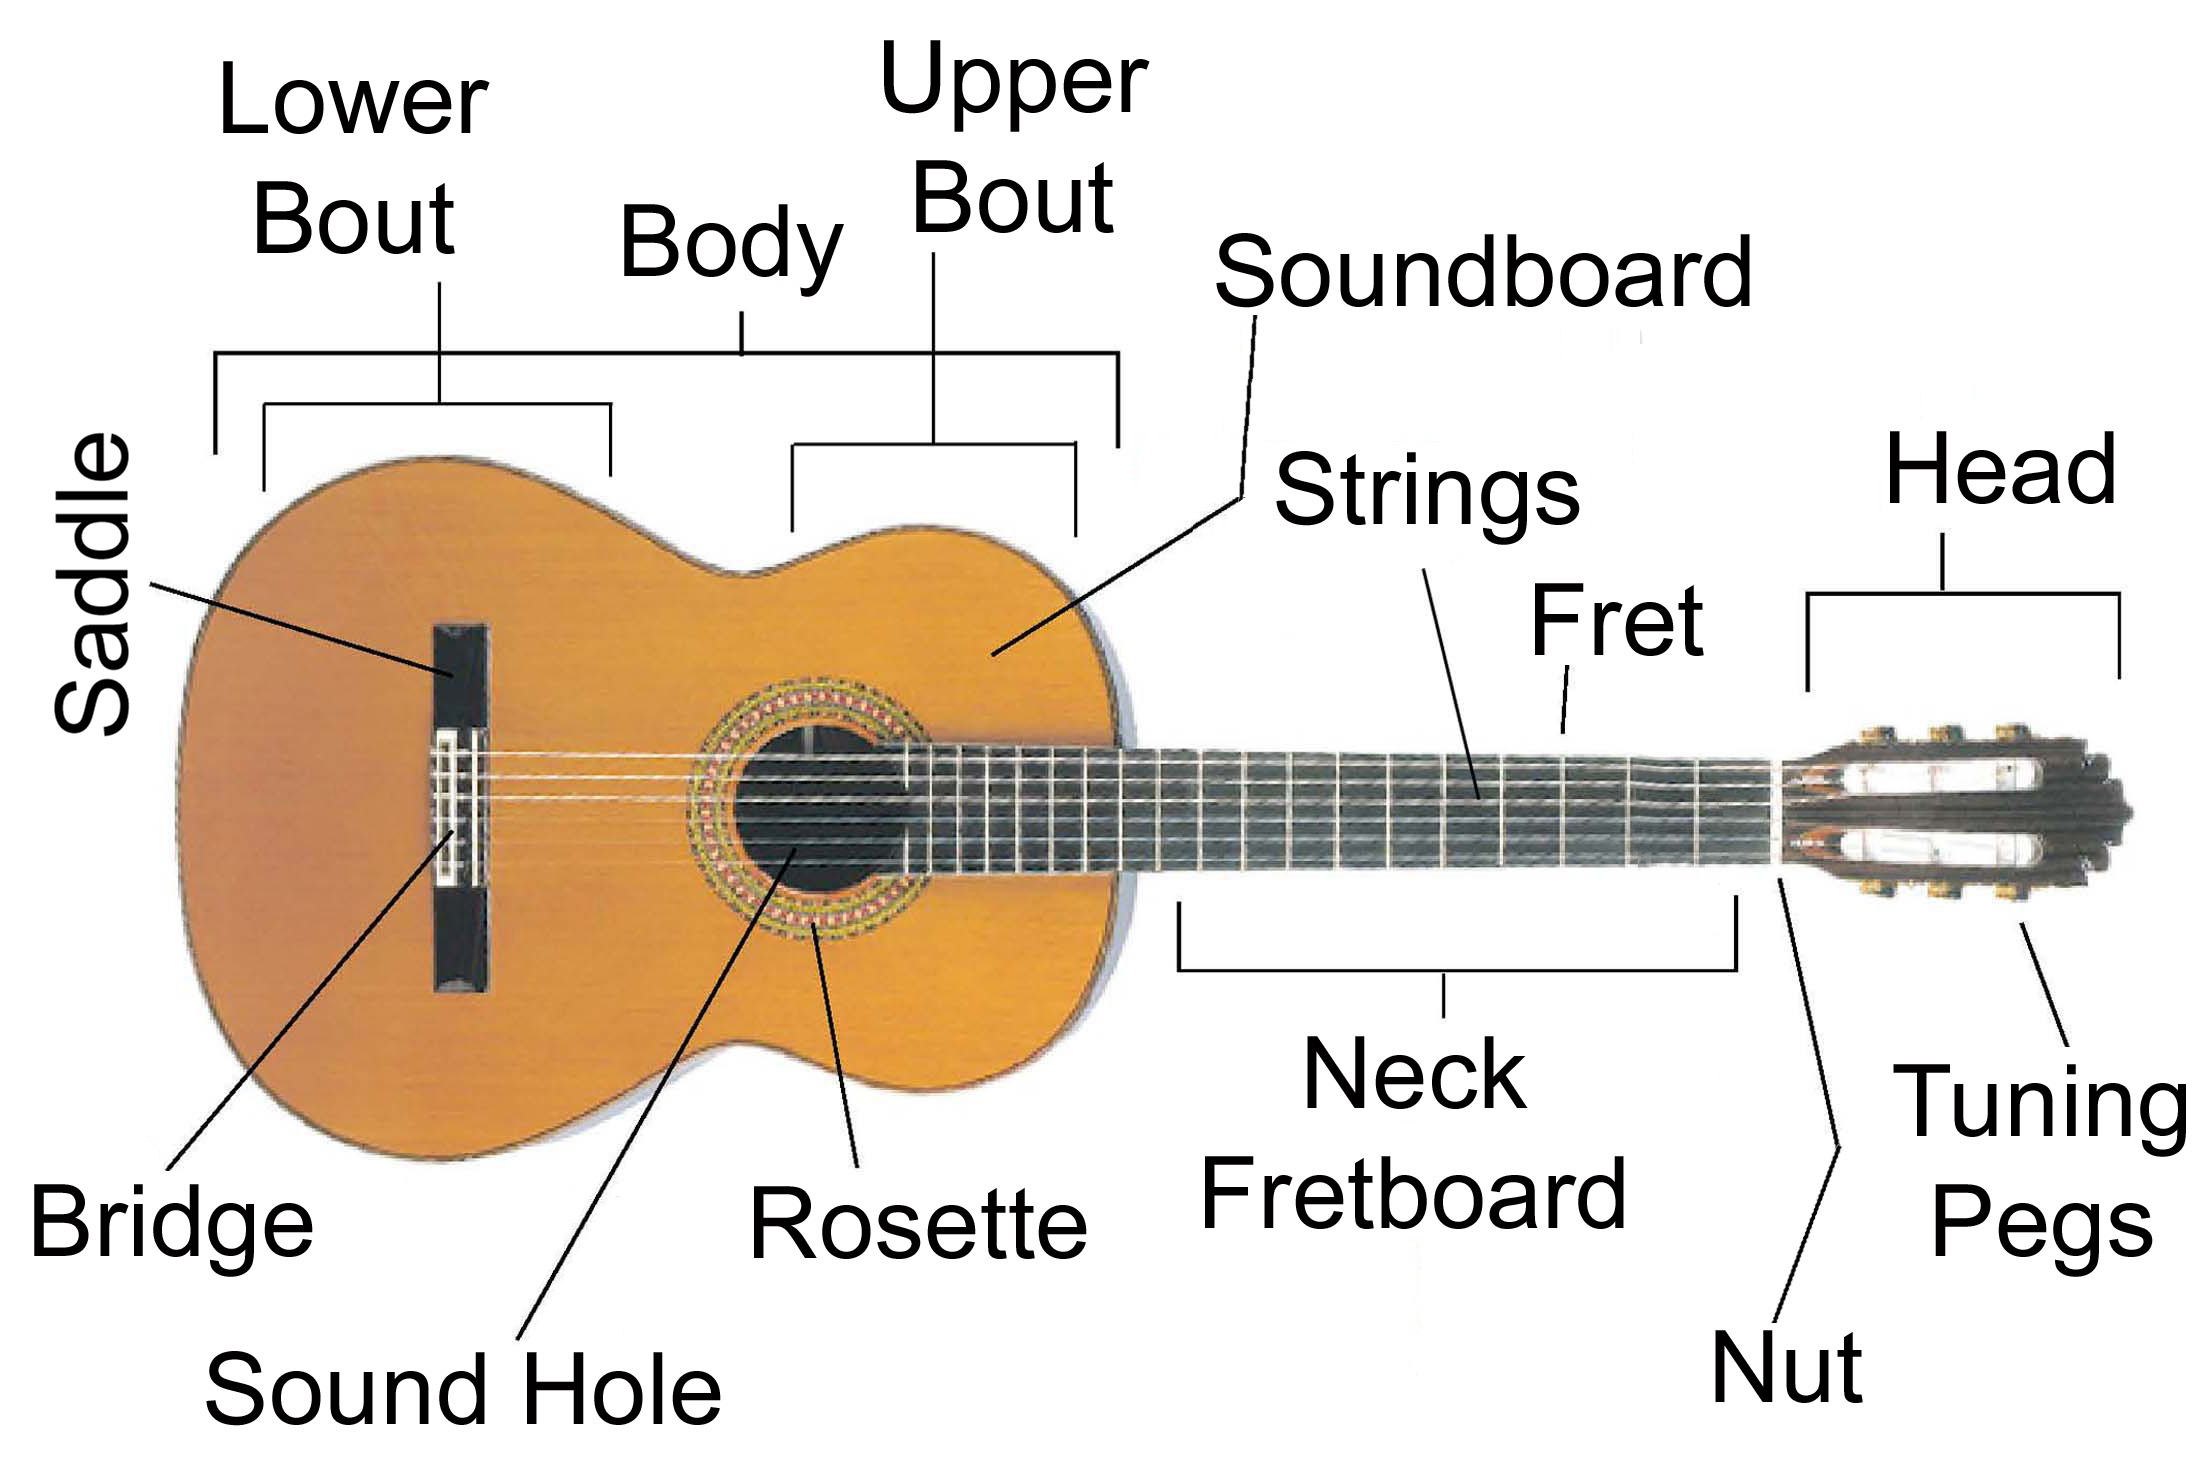 Lower
Bout
Body
Upper
Bout
Soundboard
Saddle
Strings
Fret
Head
Bridge
Sound Hole
Rosette
Neck
Fretboard
Nut
Tuning
Pegs